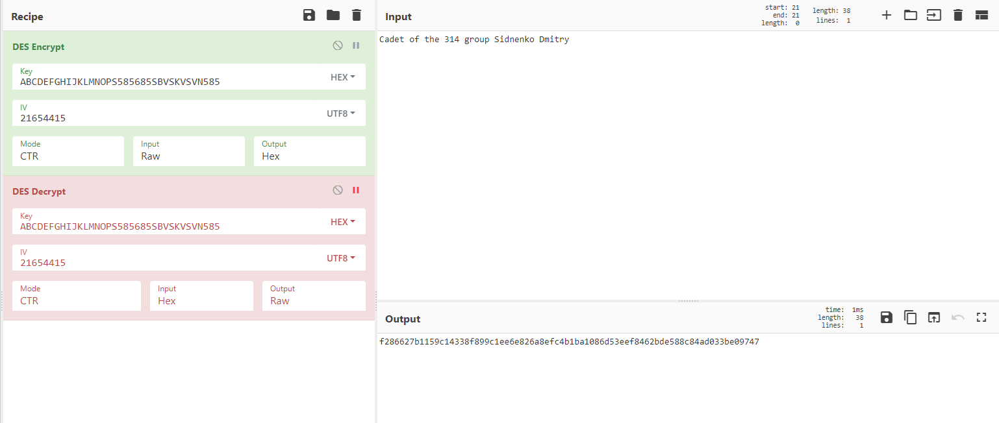 Recipe
DES Encrypt
Key
ABCDEFGHIJKLMNOPS585685SBVSKVSVN585
HEX
IV
21654415
UTF8
Mode
CTR
Input
Raw
Output
Hex
DES Decrypt
Key
ABCDEFGHIJKLMNOPS585685SBVSKVSVN585
HEX
IV
21654415
UTF8
Mode
CTR
Input
Hex
Output
Raw
Input
start: 21
end: 21
length: 0
length: 38
lines: 1
Cadet of the 314 group Sidnenko Dmitry
Output
time: 1ms
length: 38
lines: 1
f286627b1159c14338f899c1ee6e826a8efc4b1ba1086d53eef8462bde588c84ad033be09747